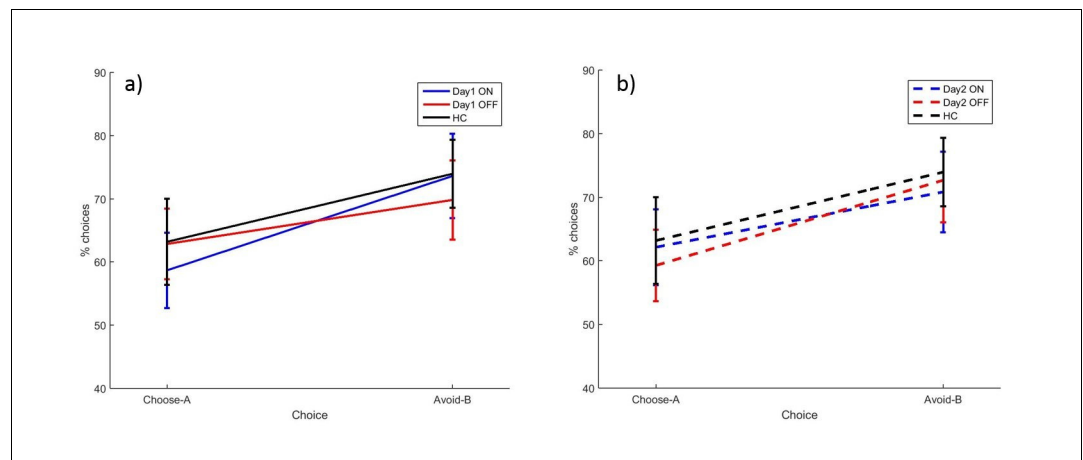 a)
90
80
70
60
50
40
% choices
Day1 ON
Day1 OFF
HC
Choose-A
Avoid-B
Choice
b)
90
80
70
60
50
40
% choices
Day2 ON
Day2 OFF
HC
Choose-A
Avoid-B
Choice